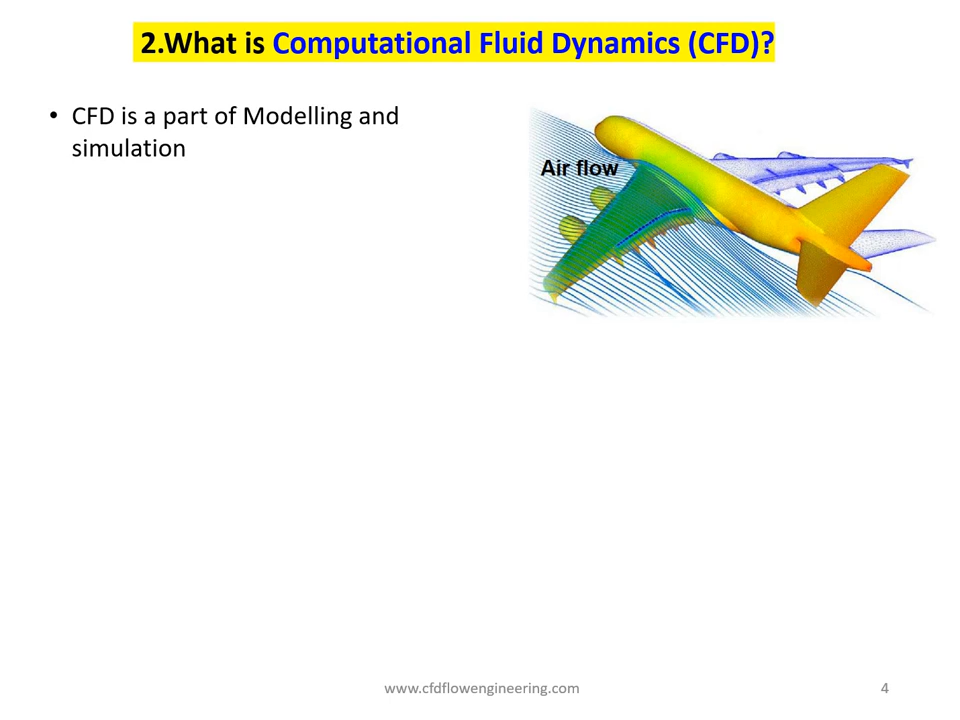 2.What is Computational Fluid Dynamics (CFD)?
• CFD is a part of Modelling and
simulation
Air flow
www.cfdflowengineering.com
4